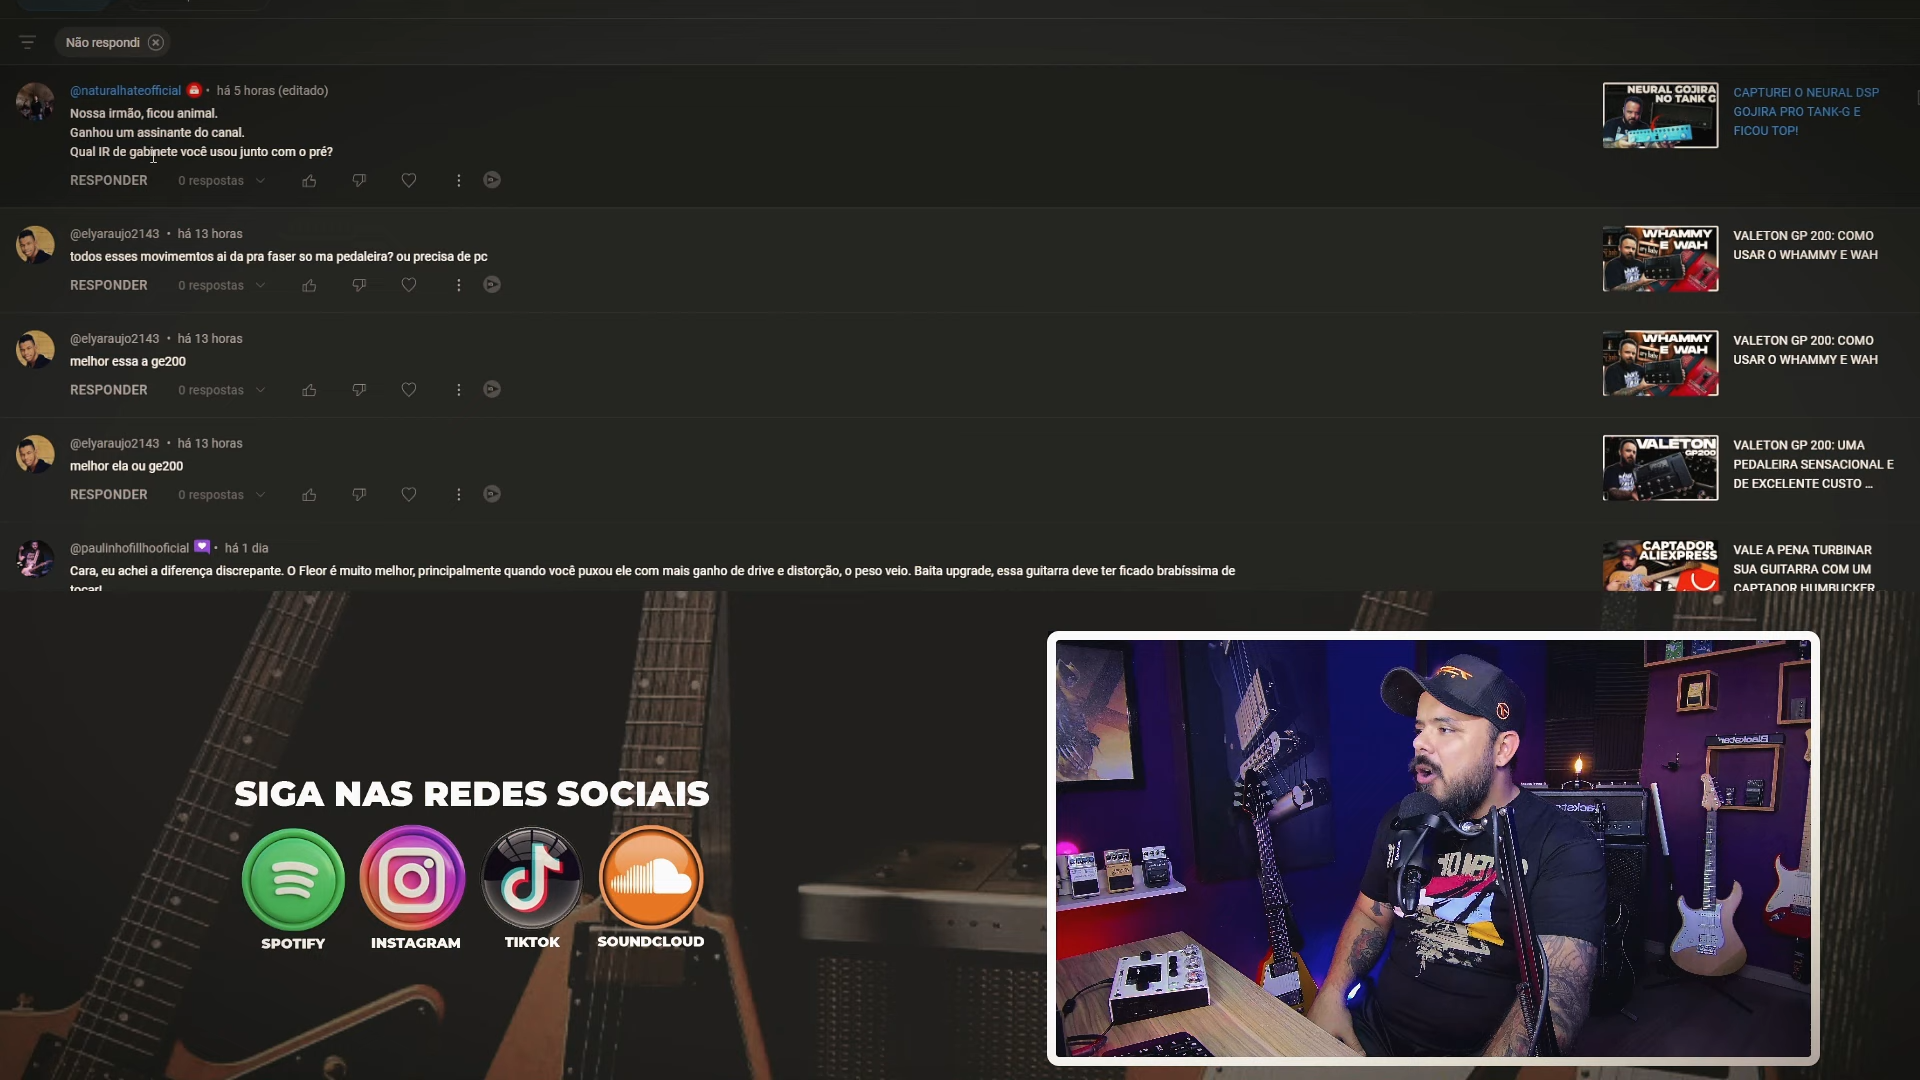 Não respondi
@naturalhateofficial • há 5 horas (editado)
Nossa irmão, ficou animal.
Ganhou um assinante do canal.
Qual IR de gabinete você usou junto com o pré?
RESPONDER 0 respostas
NEURAL GOJIRA
NO TANK G
CAPTUREI O NEURAL DSP
GOJIRA PRO TANK-G E
FICOU TOP!
@elyaraujo2143 • há 13 horas
todos esses movimemtos ai da pra faser so ma pedaleira? ou precisa de pc
RESPONDER 0 respostas
WHAMMY
E WAH
VALETON GP 200: COMO
USAR O WHAMMY E WAH
@elyaraujo2143 • há 13 horas
melhor essa a ge200
RESPONDER 0 respostas
WHAMMY
E WAH
VALETON GP 200: COMO
USAR O WHAMMY E WAH
@elyaraujo2143 • há 13 horas
melhor ela ou ge200
RESPONDER 0 respostas
VALETON
GP200
VALETON GP 200: UMA
PEDALEIRA SENSACIONAL E
DE EXCELENTE CUSTO ...
@paulinhofillhooficial • há 1 dia
Cara, eu achei a diferença discrepante. O Fleor é muito melhor, principalmente quando você puxou ele com mais ganho de drive e distorção, o peso veio. Baita upgrade, essa guitarra deve ter ficado brabíssima de
tocar!
CAPTADOR
ALIEXPRESS
VALE A PENA TURBINAR
SUA GUITARRA COM UM
CAPTADOR HUMBUCKER
SIGA NAS REDES SOCIAIS
SPOTIFY
INSTAGRAM
TIKTOK
SOUNDCLOUD
Blackstar